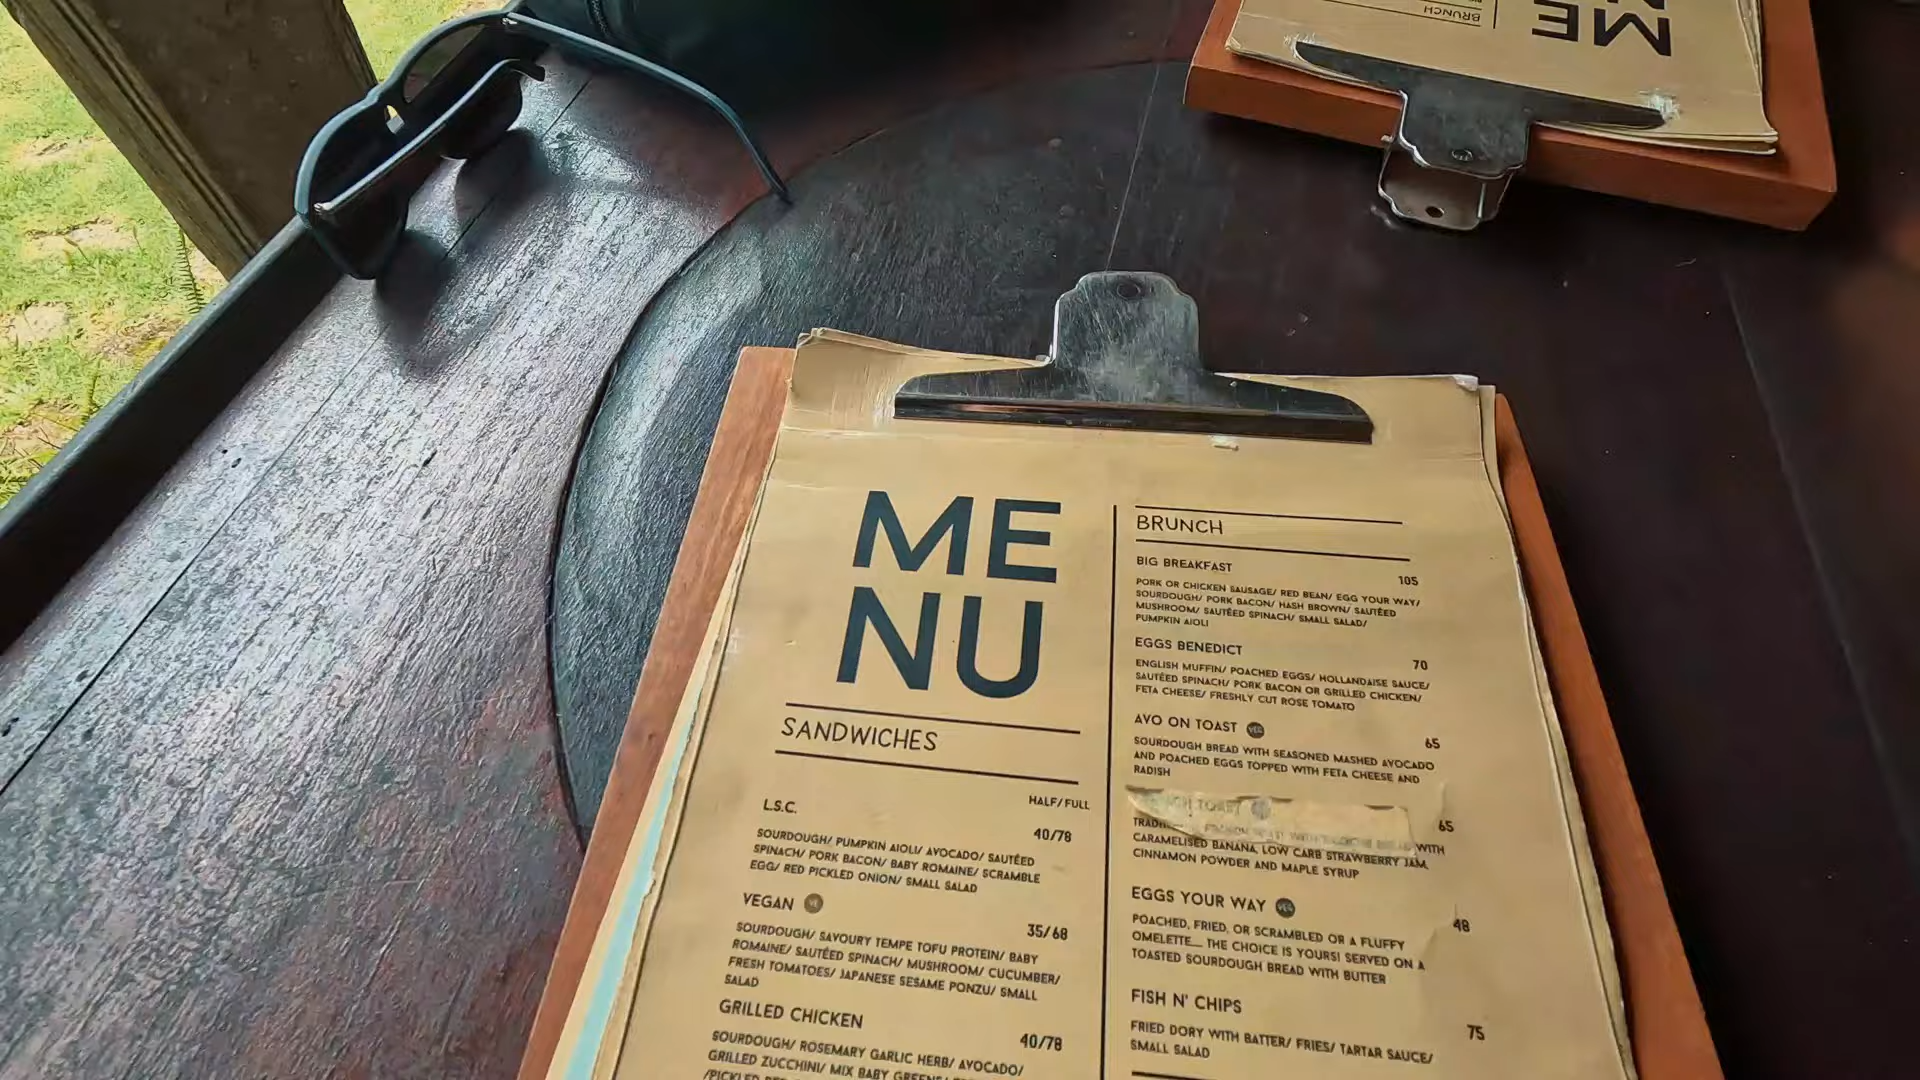 BRUNCH
ME
ME
NU
SANDWICHES
HALF/FULL
L.S.C.
40/78
SOURDOUGH/ PUMPKIN AIOLI/ AVOCADO/ SAUTÉED
SPINACH/ PORK BACON/ BABY ROMAINE/ SCRAMBLE
EGG/ RED PICKLED ONION/ SMALL SALAD
VEGAN
35/68
SOURDOUGH/ SAVOURY TEMPE TOFU PROTEIN/ BABY
ROMAINE/ SAUTÉED SPINACH/ MUSHROOM/ CUCUMBER/
FRESH TOMATOES/ JAPANESE SESAME PONZU/ SMALL
SALAD
GRILLED CHICKEN
40/78
SOURDOUGH/ ROSEMARY GARLIC HERB/ AVOCADO/
GRILLED ZUCCHINI/ MIX BABY GREENS/
BRUNCH
BIG BREAKFAST
105
PORK OR CHICKEN SAUSAGE/ RED BEAN/ EGG YOUR WAY/
SOURDOUGH/ PORK BACON/ HASH BROWN/ SAUTÉED
MUSHROOM/ SAUTÉED SPINACH/ SMALL SALAD/
PUMPKIN AIOLI
EGGS BENEDICT
70
ENGLISH MUFFIN/ POACHED EGGS/ HOLLANDAISE SAUCE/
SAUTÉED SPINACH/ PORK BACON OR GRILLED CHICKEN/
FETA CHEESE/ FRESHLY CUT ROSE TOMATO
AVO ON TOAST VEG
65
SOURDOUGH BREAD WITH SEASONED MASHED AVOCADO
AND POACHED EGGS TOPPED WITH FETA CHEESE AND
RADISH
TOAST
65
WITH
CARAMELISED BANANA, LOW CARB STRAWBERRY JAM,
CINNAMON POWDER AND MAPLE SYRUP
EGGS YOUR WAY VEG
48
POACHED, FRIED, OR SCRAMBLED OR A FLUFFY
OMELETTE... THE CHOICE IS YOURS! SERVED ON A
TOASTED SOURDOUGH BREAD WITH BUTTER
FISH N' CHIPS
75
FRIED DORY WITH BATTER/ FRIES/ TARTAR SAUCE/
SMALL SALAD